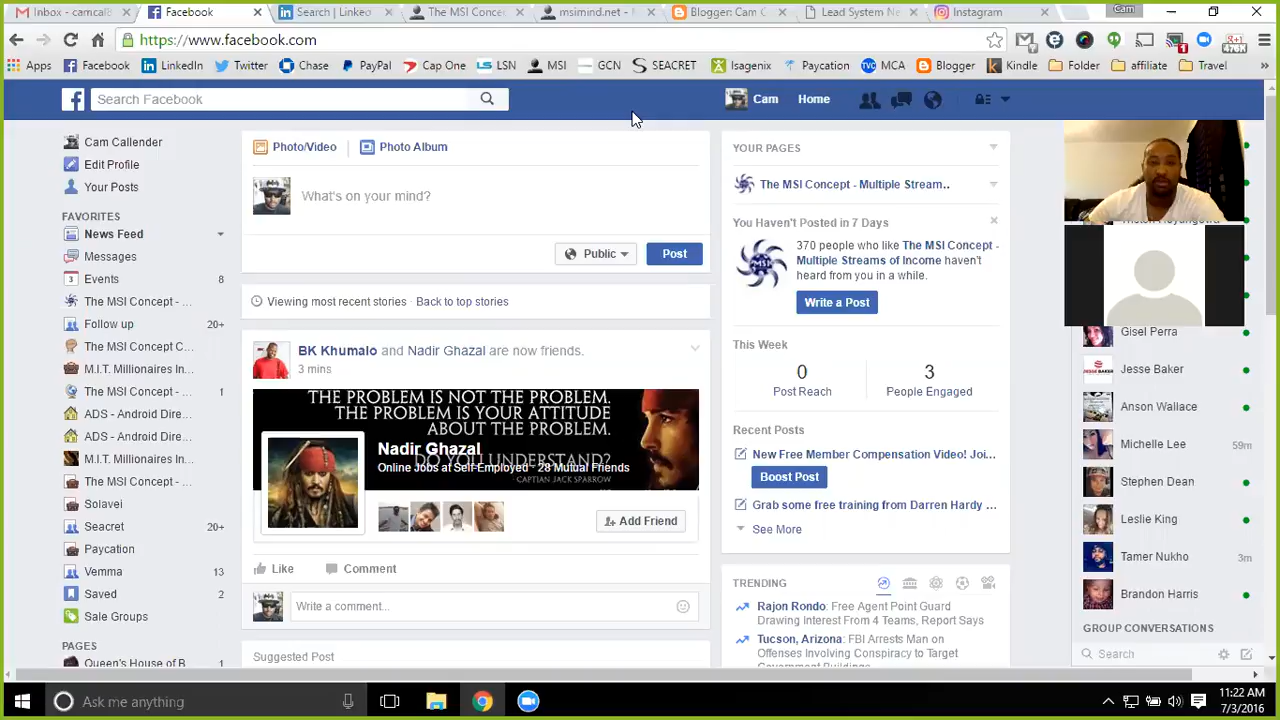 Inbox - camcalla
Facebook
Search | Linke
The MSI Conce
msimind.net -
Blogger: Cam C
Lead System Ne
Instagram
Cam
https://www.facebook.com
Apps
Facebook
LinkedIn
Twitter
Chase
PayPal
Cap One
LSN
MSI
GCN
SEACRET
Isagenix
Paycation
MCA
Blogger
Kindle
Folder
affiliate
Travel
Search Facebook
Cam
Home
Cam Callender
Edit Profile
Your Posts
FAVORITES
News Feed
Messages
Events 8
The MSI Concept - ...
Follow up 20+
The MSI Concept C...
M.I.T. Millionaires In...
The MSI Concept - ... 1
ADS - Android Dire...
ADS - Android Dire...
M.I.T. Millionaires In...
The MSI Concept - ...
Solavei
Seacret 20+
Paycation
Vemma 13
Saved 2
Sale Groups
PAGES
Queen's House of B 1
Photo/Video
Photo Album
What's on your mind?
Public
Post
Viewing most recent stories · Back to top stories
BK Khumalo and Nadir Ghazal are now friends.
3 mins
THE PROBLEM IS NOT THE PROBLEM.
THE PROBLEM IS YOUR ATTITUDE
ABOUT THE PROBLEM.
DO YOU UNDERSTAND?
- CAPTIAN JACK SPARROW
Nadir Ghazal
Online Jobs at Self-Employed · 28 Mutual Friends
Add Friend
Like
Comment
Write a comment...
Suggested Post
YOUR PAGES
The MSI Concept - Multiple Stream..
You Haven't Posted in 7 Days
370 people who like The MSI Concept -
Multiple Streams of Income haven't
heard from you in a while.
Write a Post
This Week
0
Post Reach
3
People Engaged
Recent Posts
New Free Member Compensation Video! Joi...
Boost Post
Grab some free training from Darren Hardy ...
See More
TRENDING
Rajon Rondo: Free Agent Point Guard
Drawing Interest From 4 Teams, Report Says
Tucson, Arizona: FBI Arrests Man on
Offenses Involving Conspiracy to Target
Government Buildings
Gisel Perra
Jesse Baker
Anson Wallace
Michelle Lee 59m
Stephen Dean
Leslie King
Tamer Nukho 3m
Brandon Harris
GROUP CONVERSATIONS
Search
Ask me anything
11:22 AM
7/3/2016